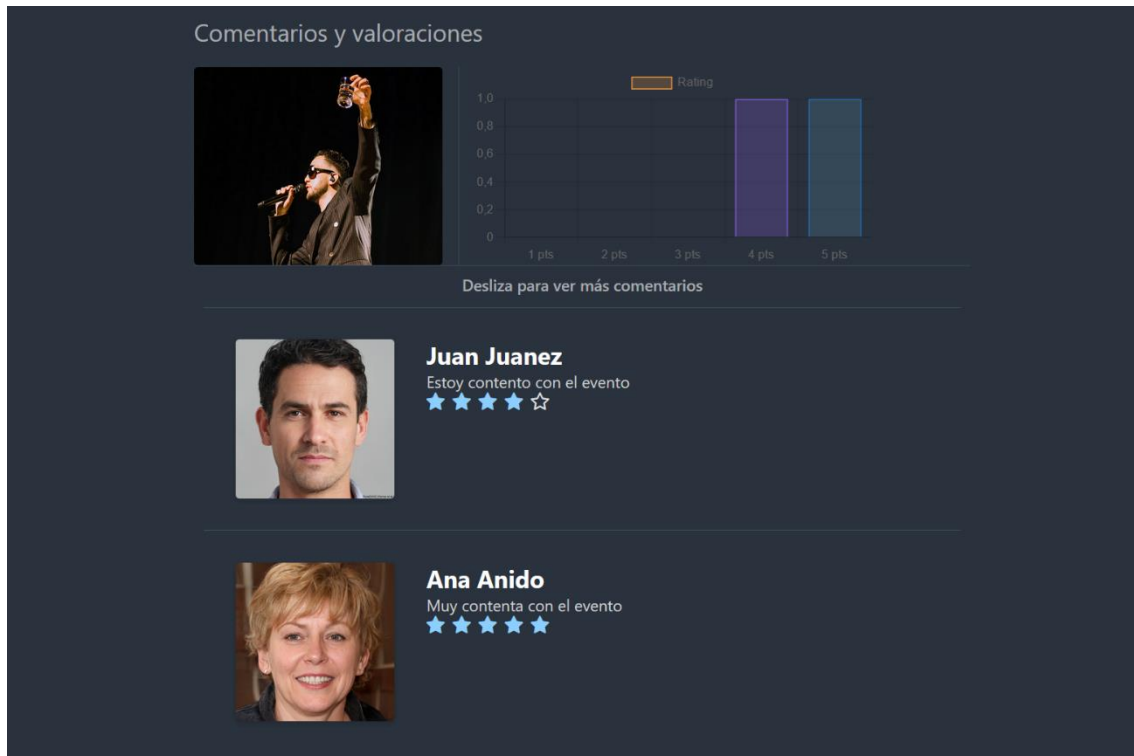 Comentarios y valoraciones
Rating
1,0
0,8
0,6
0,4
0,2
0
1 pts 2 pts 3 pts 4 pts 5 pts
Desliza para ver más comentarios
Juan Juanez
Estoy contento con el evento
Ana Anido
Muy contenta con el evento